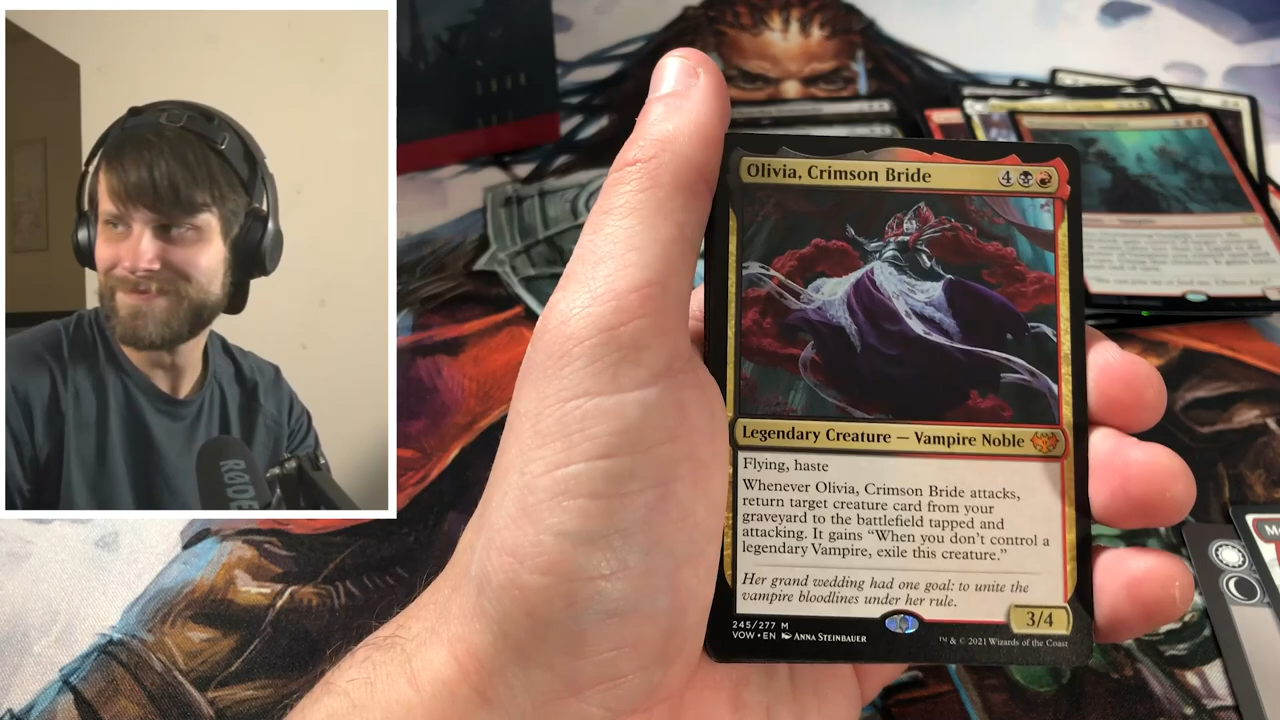 Olivia, Crimson Bride 4
Legendary Creature — Vampire Noble
Flying, haste
Whenever Olivia, Crimson Bride attacks,
return target creature card from your
graveyard to the battlefield tapped and
attacking. It gains “When you don’t control a
legendary Vampire, exile this creature.”
Her grand wedding had one goal: to unite the
vampire bloodlines under her rule.
3/4
245/277 M
VOW • EN Anna Steinbauer
™ & © 2021 Wizards of the Coast
RØDE